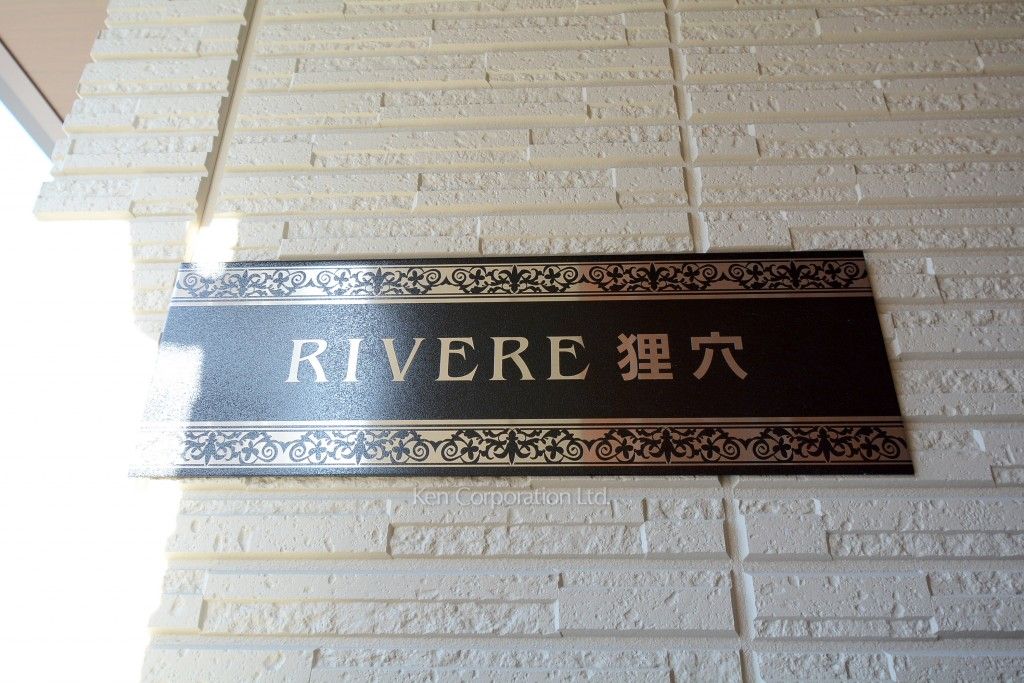 RIVERE 狸穴
Ken Corporation Ltd.